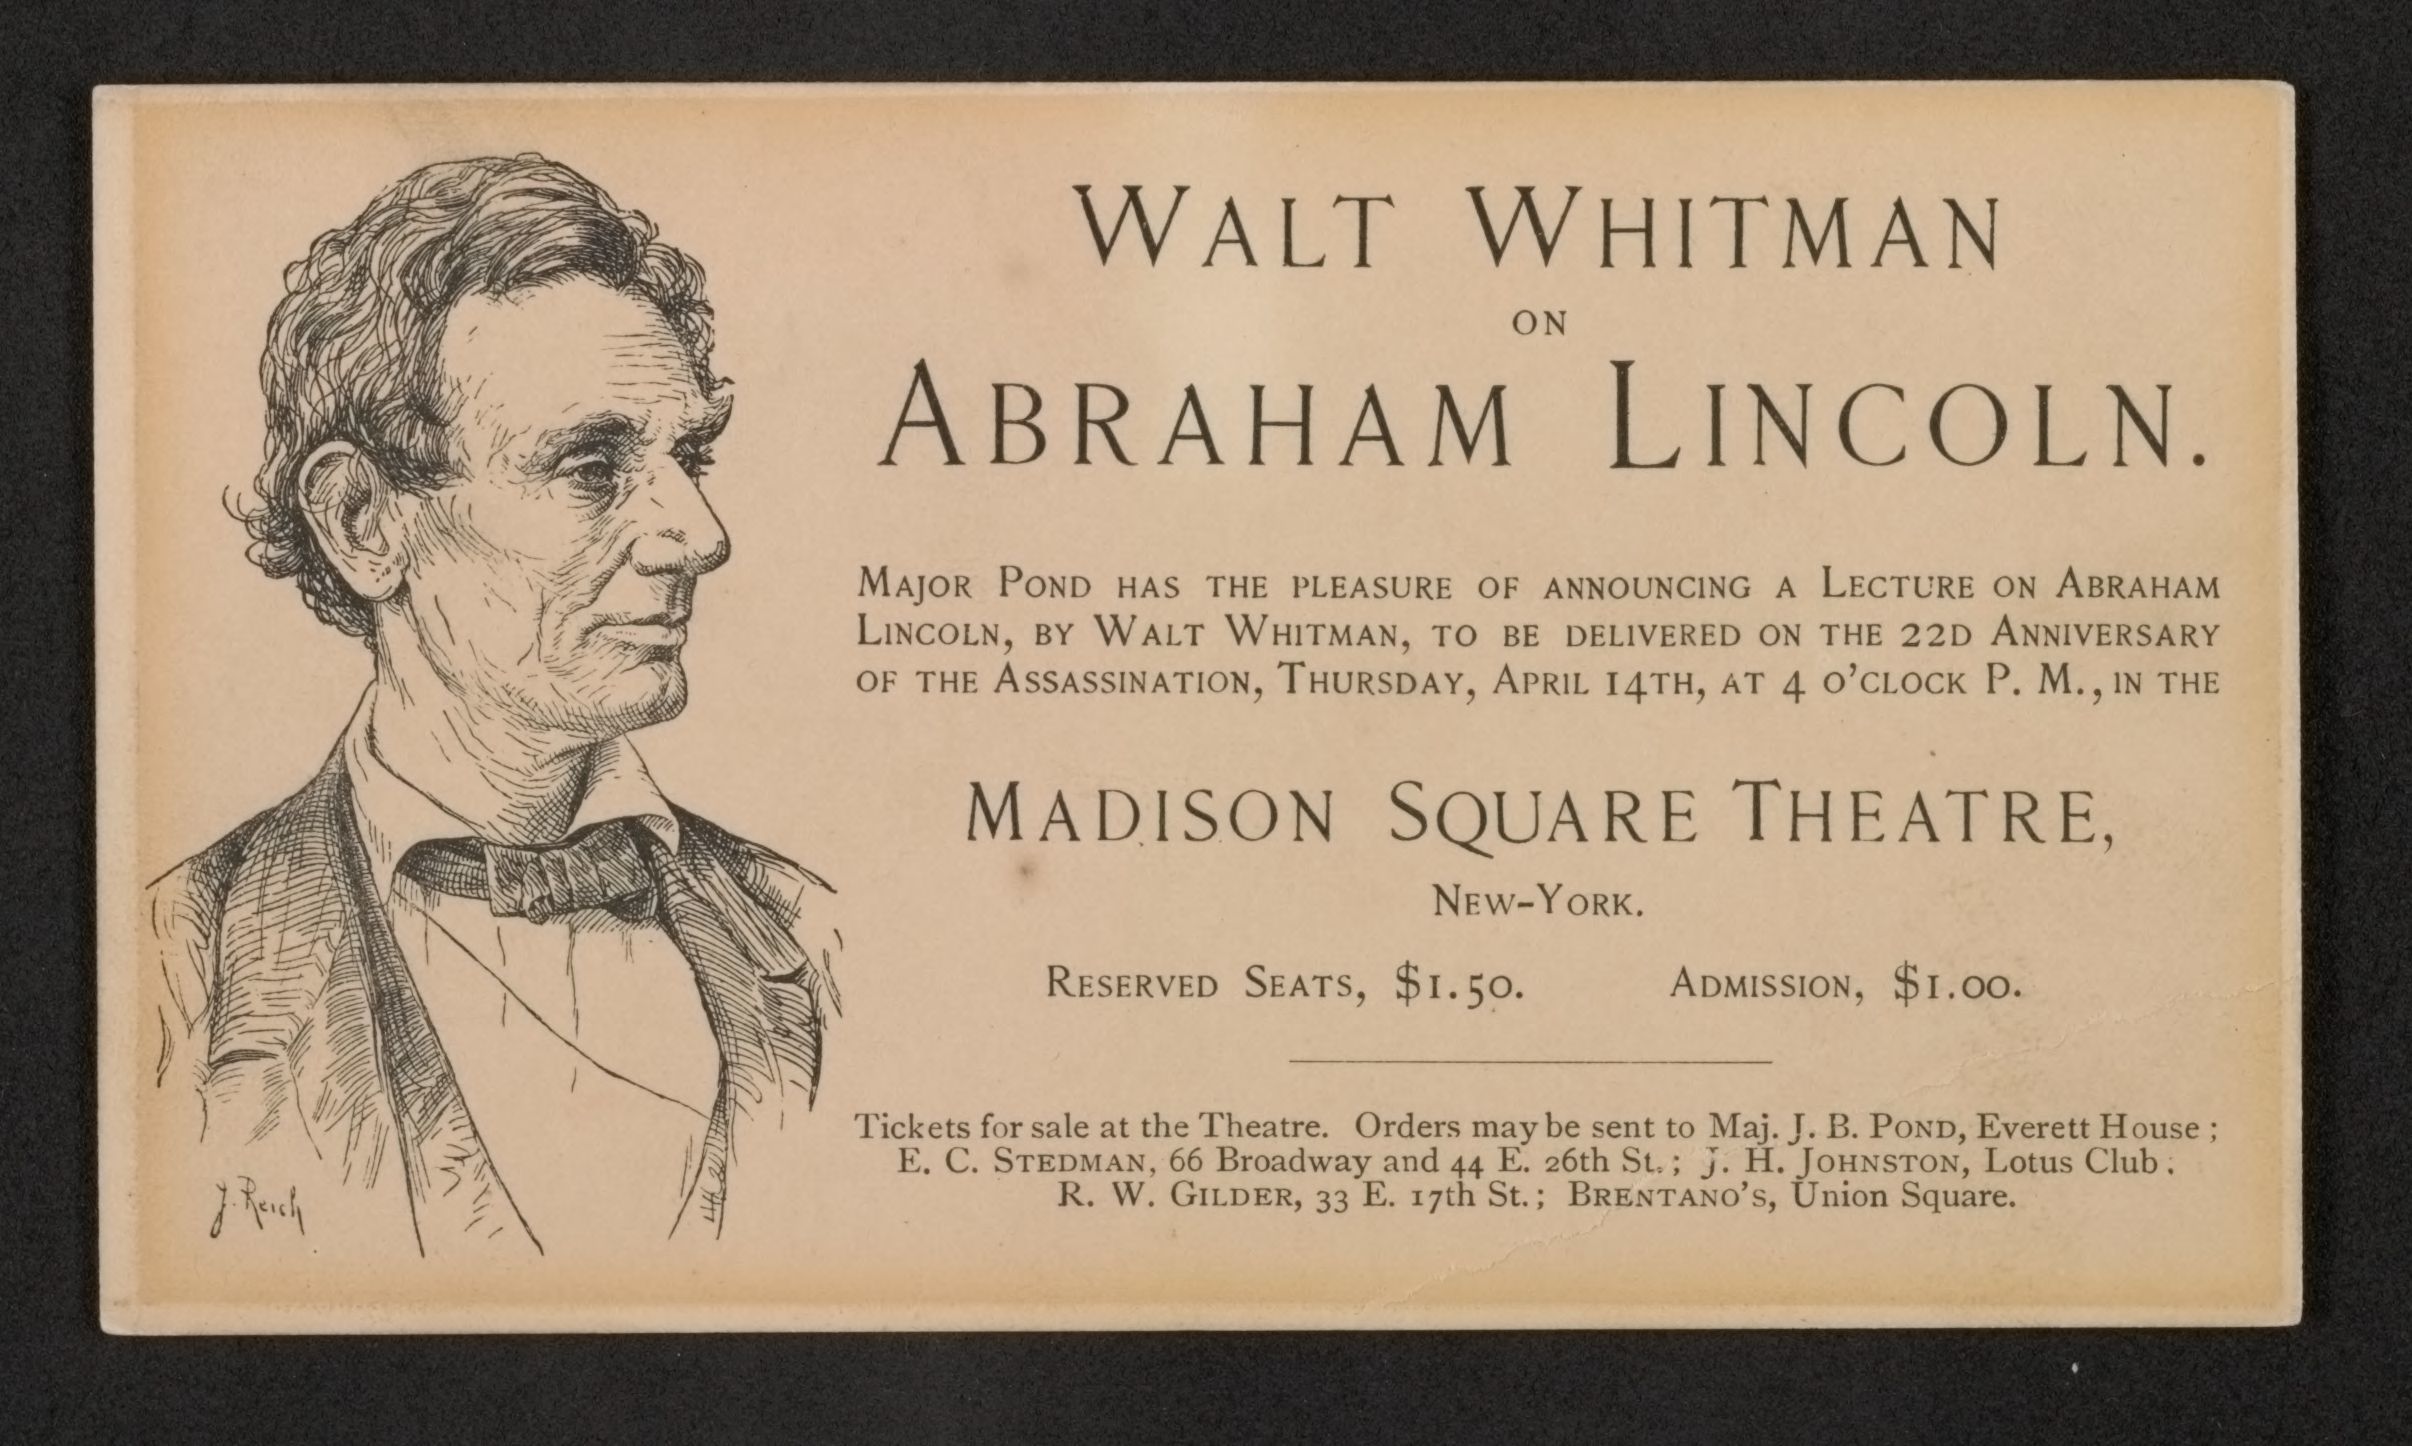 WALT WHITMAN
ON
ABRAHAM LINCOLN.
MAJOR POND HAS THE PLEASURE OF ANNOUNCING A LECTURE ON ABRAHAM
LINCOLN, BY WALT WHITMAN, TO BE DELIVERED ON THE 22D ANNIVERSARY
OF THE ASSASSINATION, THURSDAY, APRIL 14TH, AT 4 O'CLOCK P. M., IN THE
MADISON SQUARE THEATRE,
NEW-YORK.
RESERVED SEATS, $1.50. ADMISSION, $1.00.
Tickets for sale at the Theatre. Orders may be sent to Maj. J. B. POND, Everett House;
E. C. STEDMAN, 66 Broadway and 44 E. 26th St.; J. H. JOHNSTON, Lotus Club;
R. W. GILDER, 33 E. 17th St.; BRENTANO'S, Union Square.
J. Reich